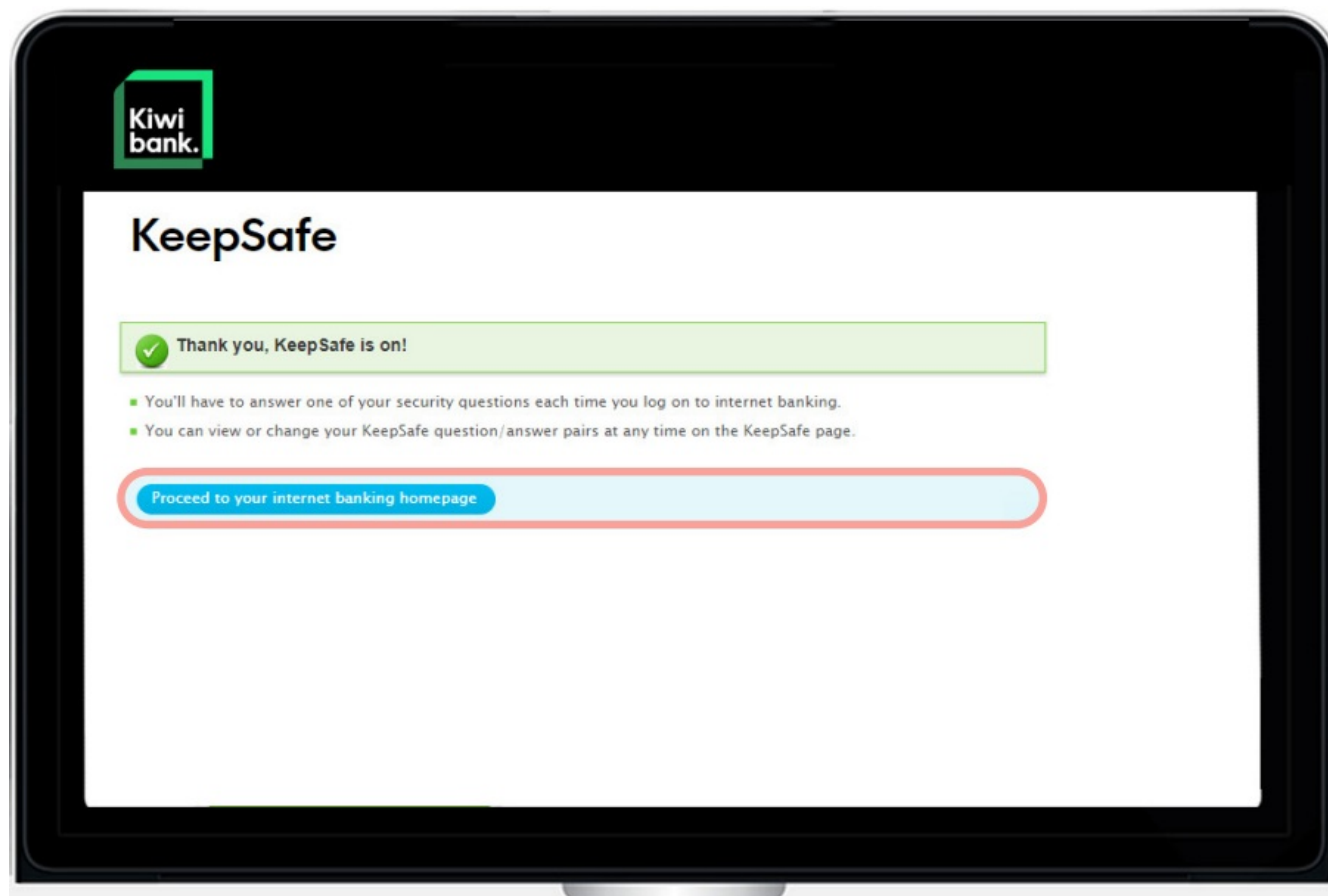 Kiwi
bank.
KeepSafe
Thank you, KeepSafe is on!
You'll have to answer one of your security questions each time you log on to internet banking.
You can view or change your KeepSafe question/answer pairs at any time on the KeepSafe page.
Proceed to your internet banking homepage